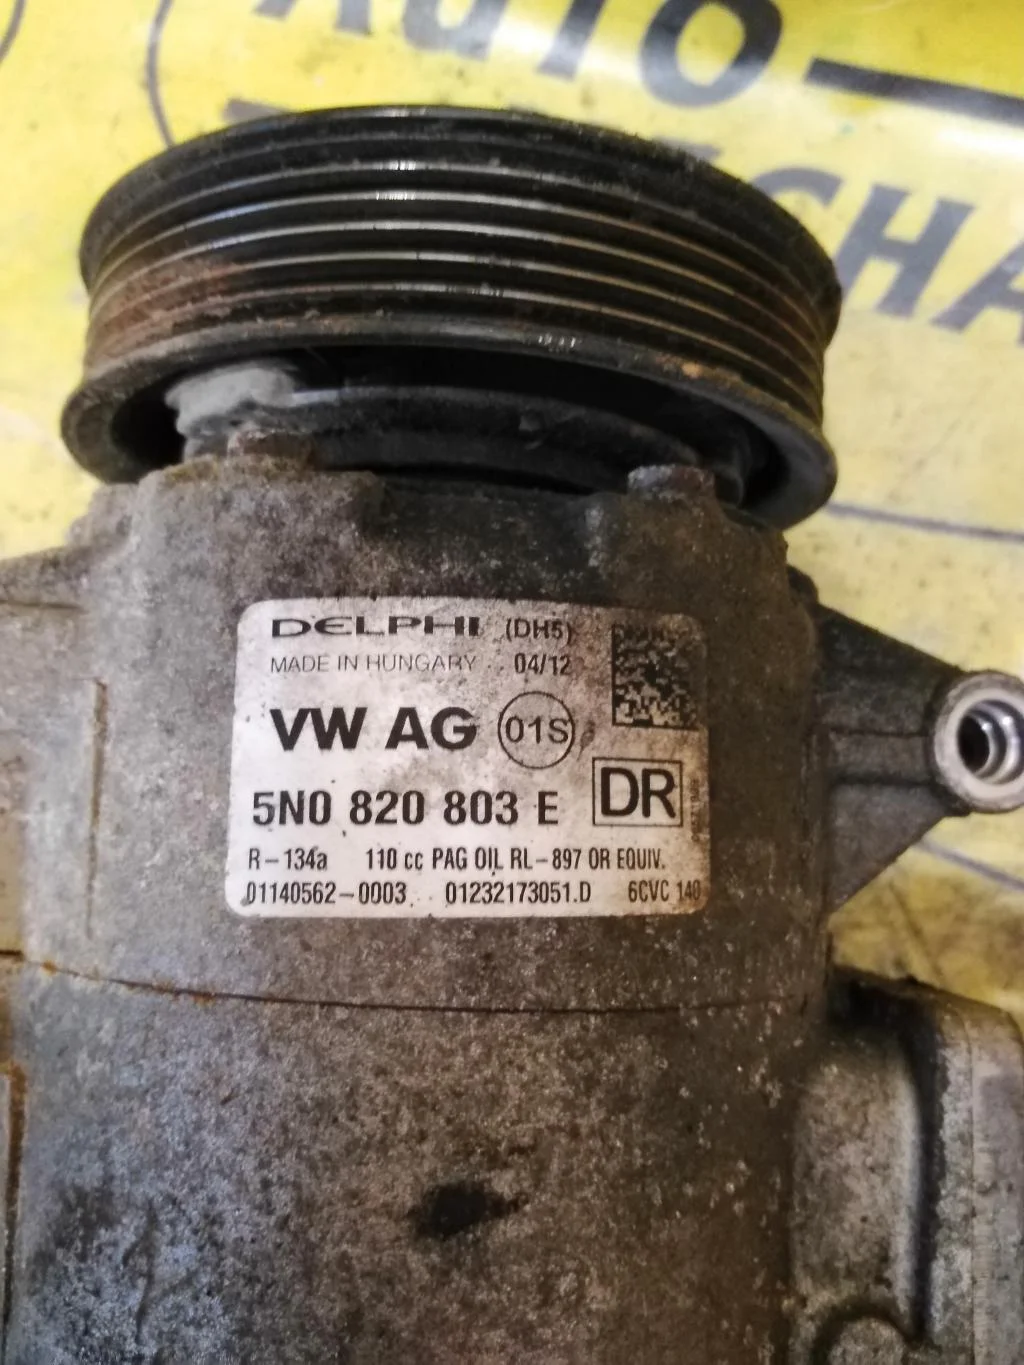 AUTO
DELPHI (DH5)
MADE IN HUNGARY 04/12
VW AG 01S
5N0 820 803 E DR
R-134a 110 cc PAG OIL RL-897 OR EQUIV.
01140562-0003 01232173051.D 6CVC 140